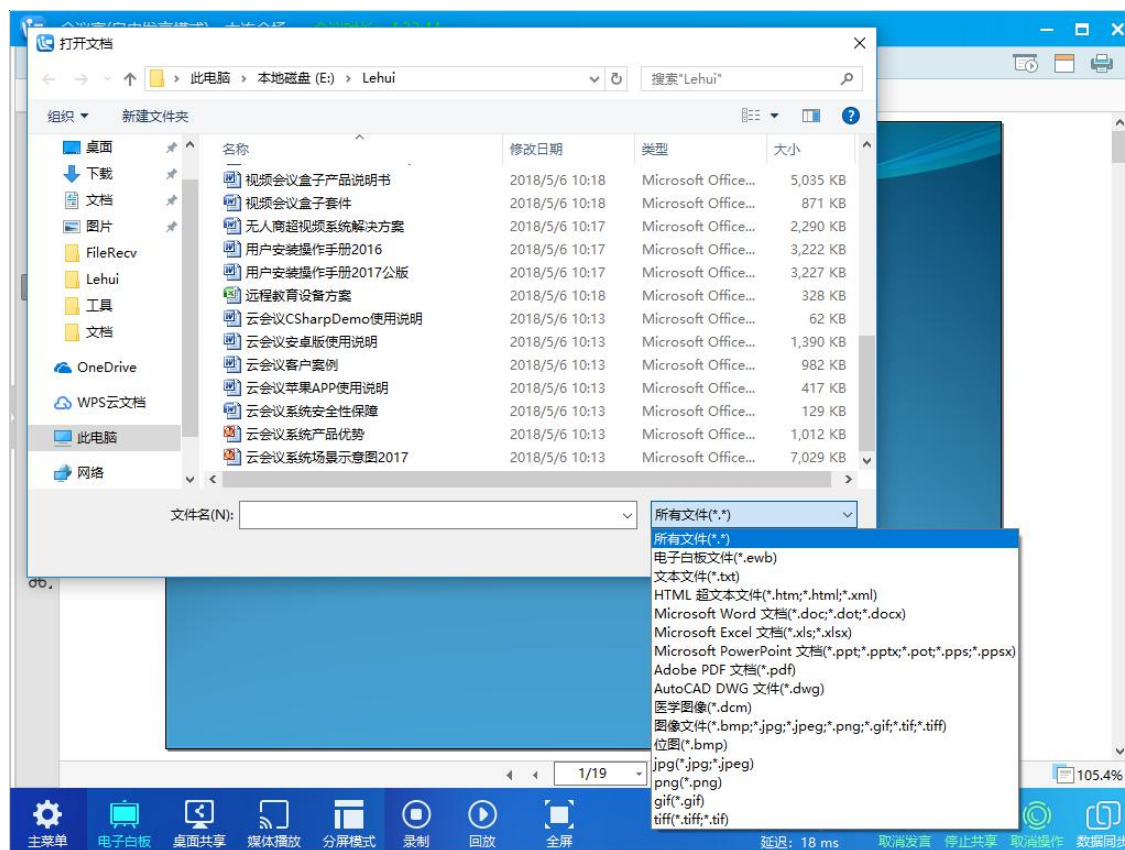 打开文档
此电脑 › 本地磁盘 (E:) › Lehui
搜索"Lehui"
组织
新建文件夹
桌面
下载
文档
图片
FileRecv
Lehui
工具
文档
OneDrive
WPS云文档
此电脑
网络
名称 修改日期 类型 大小
视频会议盒子产品说明书 2018/5/6 10:18 Microsoft Office... 5,035 KB
视频会议盒子套件 2018/5/6 10:18 Microsoft Office... 871 KB
无人商超视频系统解决方案 2018/5/6 10:17 Microsoft Office... 2,290 KB
用户安装操作手册2016 2018/5/6 10:17 Microsoft Office... 3,222 KB
用户安装操作手册2017公版 2018/5/6 10:17 Microsoft Office... 3,227 KB
远程教育设备方案 2018/5/6 10:18 Microsoft Office... 328 KB
云会议CSharpDemo使用说明 2018/5/6 10:13 Microsoft Office... 62 KB
云会议安卓版使用说明 2018/5/6 10:13 Microsoft Office... 1,390 KB
云会议客户案例 2018/5/6 10:13 Microsoft Office... 982 KB
云会议苹果APP使用说明 2018/5/6 10:13 Microsoft Office... 417 KB
云会议系统安全性保障 2018/5/6 10:13 Microsoft Office... 129 KB
云会议系统产品优势 2018/5/6 10:13 Microsoft Office... 1,012 KB
云会议系统场景示意图2017 2018/5/6 10:13 Microsoft Office... 7,029 KB
文件名(N):
所有文件(*.*)
所有文件(*.*)
电子白板文件(*.ewb)
文本文件(*.txt)
HTML 超文本文件(*.htm;*.html;*.xml)
Microsoft Word 文档(*.doc;*.dot;*.docx)
Microsoft Excel 文档(*.xls;*.xlsx)
Microsoft PowerPoint 文档(*.ppt;*.pptx;*.pot;*.pps;*.ppsx)
Adobe PDF 文档(*.pdf)
AutoCAD DWG 文件(*.dwg)
医学图像(*.dcm)
图像文件(*.bmp;*.jpg;*.jpeg;*.png;*.gif;*.tif;*.tiff)
位图(*.bmp)
jpg(*.jpg;*.jpeg)
png(*.png)
gif(*.gif)
tiff(*.tiff;*.tif)
1/19
105.4%
主菜单 电子白板 桌面共享 媒体播放 分屏模式 录制 回放 全屏
延迟：18 ms
取消发言 停止共享 取消操作 数据同步